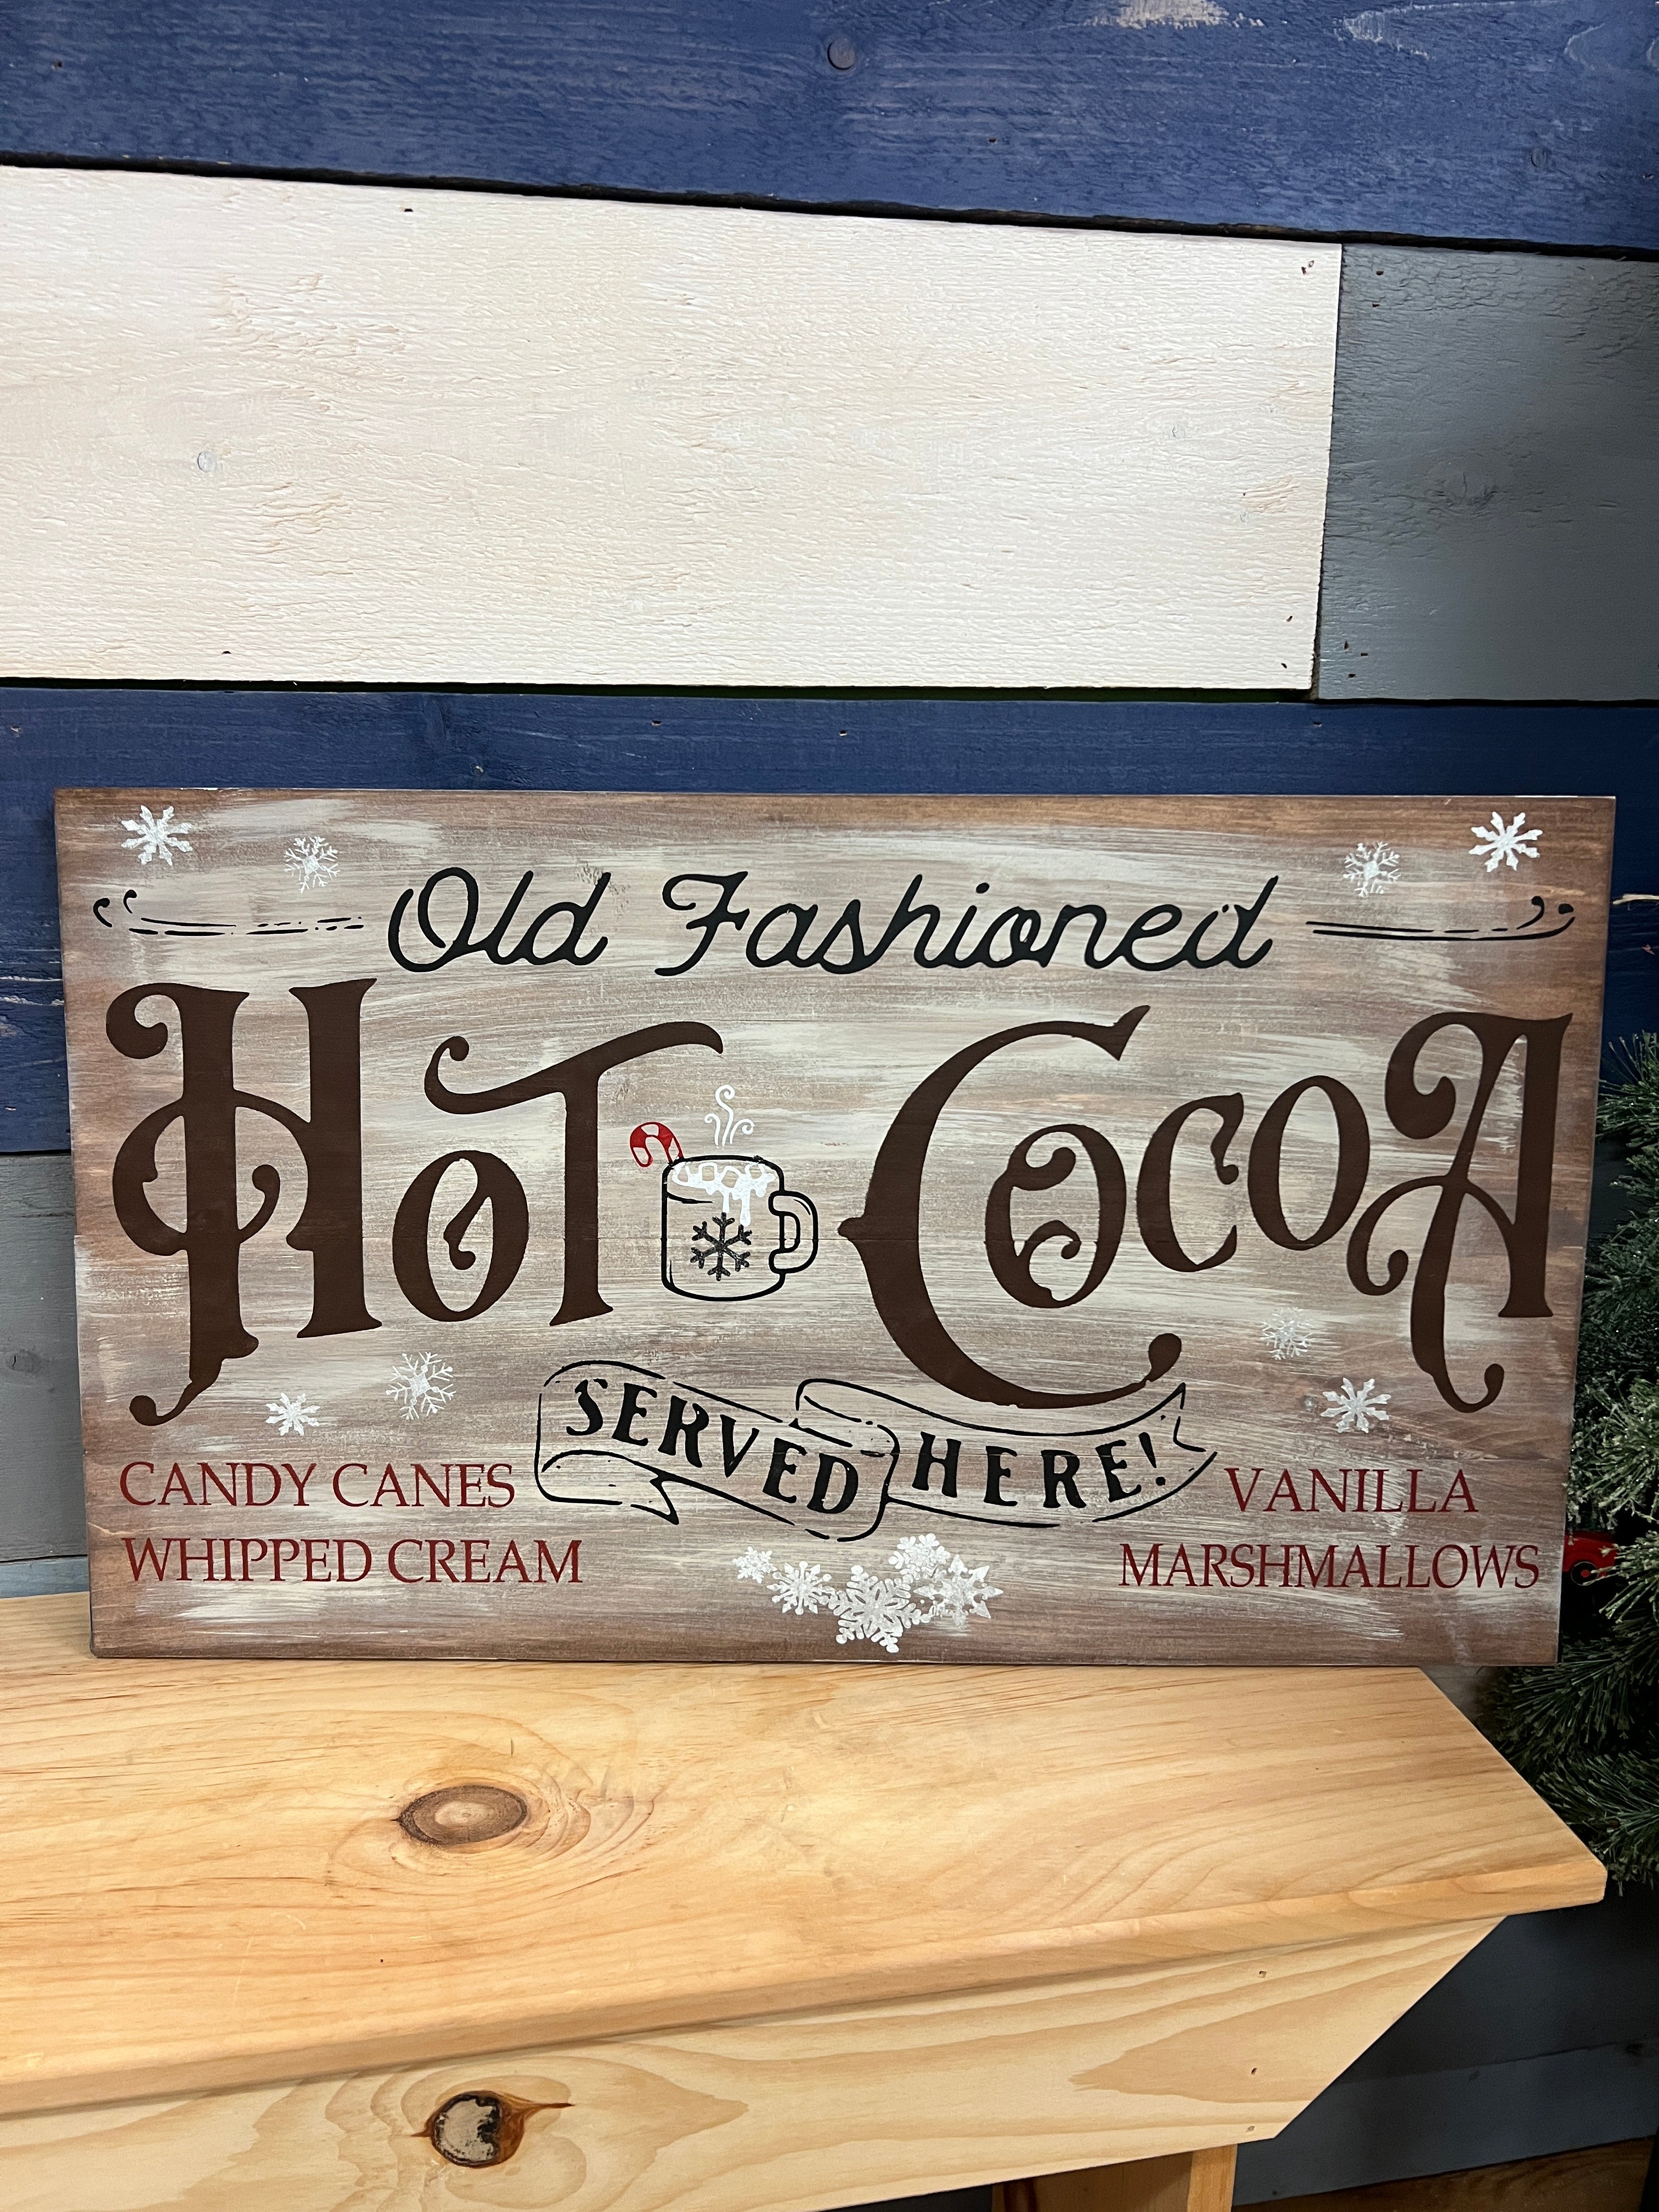 Old Fashioned
Hot Cocoa
SERVED HERE!
CANDY CANES
WHIPPED CREAM
VANILLA
MARSHMALLOWS